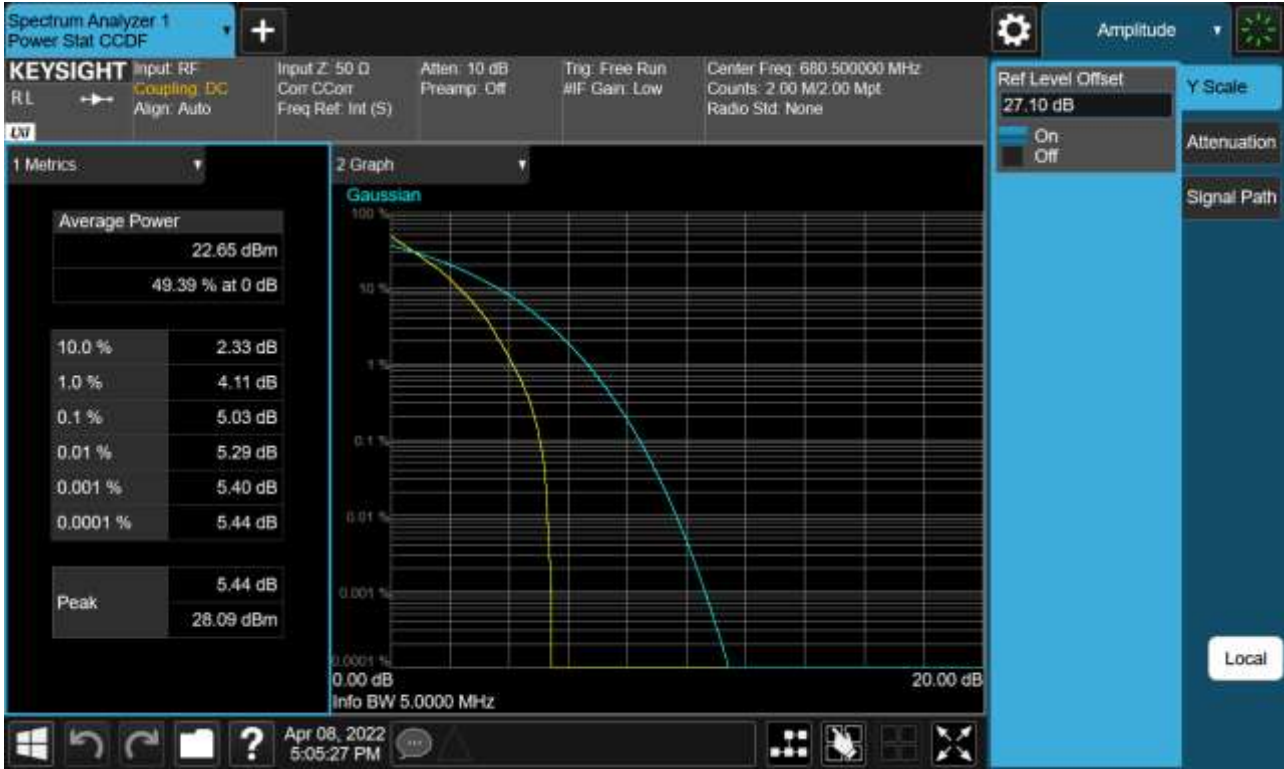 Spectrum Analyzer 1
Power Stat CCDF
+
Amplitude
KEYSIGHT
RL
LXI
Input: RF
Coupling: DC
Align: Auto
Input Z: 50 Ω
Corr CCorr
Freq Ref: Int (S)
Atten: 10 dB
Preamp: Off
Trig: Free Run
#IF Gain: Low
Center Freq: 680.500000 MHz
Counts: 2.00 M/2.00 Mpt
Radio Std: None
Ref Level Offset
27.10 dB
On
Off
Y Scale
Attenuation
Signal Path
Local
1 Metrics
Average Power
22.65 dBm
49.39 % at 0 dB
10.0 % 2.33 dB
1.0 % 4.11 dB
0.1 % 5.03 dB
0.01 % 5.29 dB
0.001 % 5.40 dB
0.0001 % 5.44 dB
Peak
5.44 dB
28.09 dBm
2 Graph
Gaussian
100 %
10 %
1 %
0.1 %
0.01 %
0.001 %
0.0001 %
0.00 dB 20.00 dB
Info BW 5.0000 MHz
?
Apr 08, 2022
5:05:27 PM